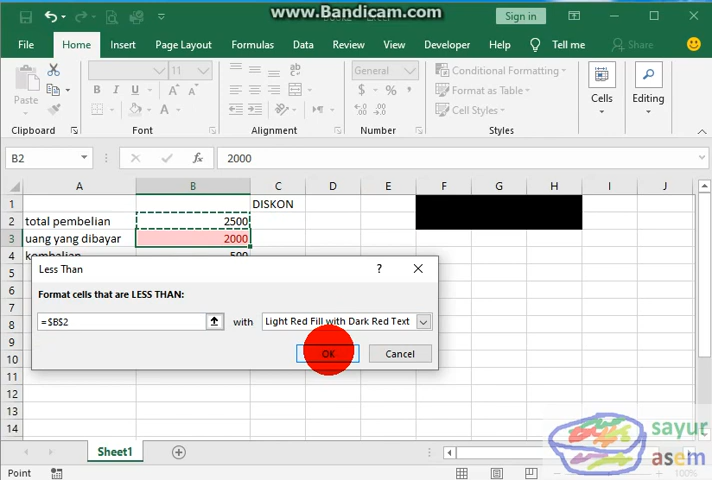 www.Bandicam.com
Sign in
File Home Insert Page Layout Formulas Data Review View Developer Help Tell me Share
Paste
B I U
General
11
Conditional Formatting
Format as Table
Cell Styles
Cells
Editing
Clipboard Font Alignment Number Styles
B2 fx 2000
A B C D E F G H I J
1 DISKON
2 total pembelian 2500
3 uang yang dibayar 2000
4 kembalian 500
5
6
7
8
9
10
11
12
13
14
Less Than ?
Format cells that are LESS THAN:
=$B$2 with Light Red Fill with Dark Red Text
OK Cancel
Sheet1
sayur
asem
Point
100%